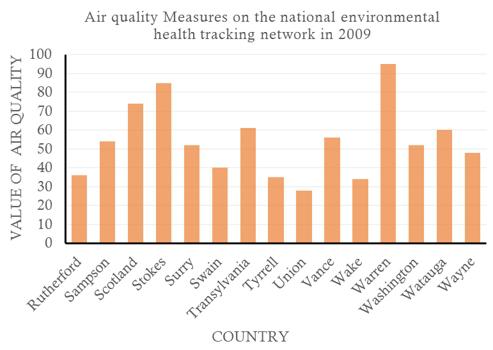 Air quality Measures on the national environmental
health tracking network in 2009
VALUE OF AIR QUALITY
100
90
80
70
60
50
40
30
20
10
0
Rutherford
Sampson
Scotland
Stokes
Surry
Swain
Transylvania
Tyrrell
Union
Vance
Wake
Warren
Washington
Watauga
Wayne
COUNTRY